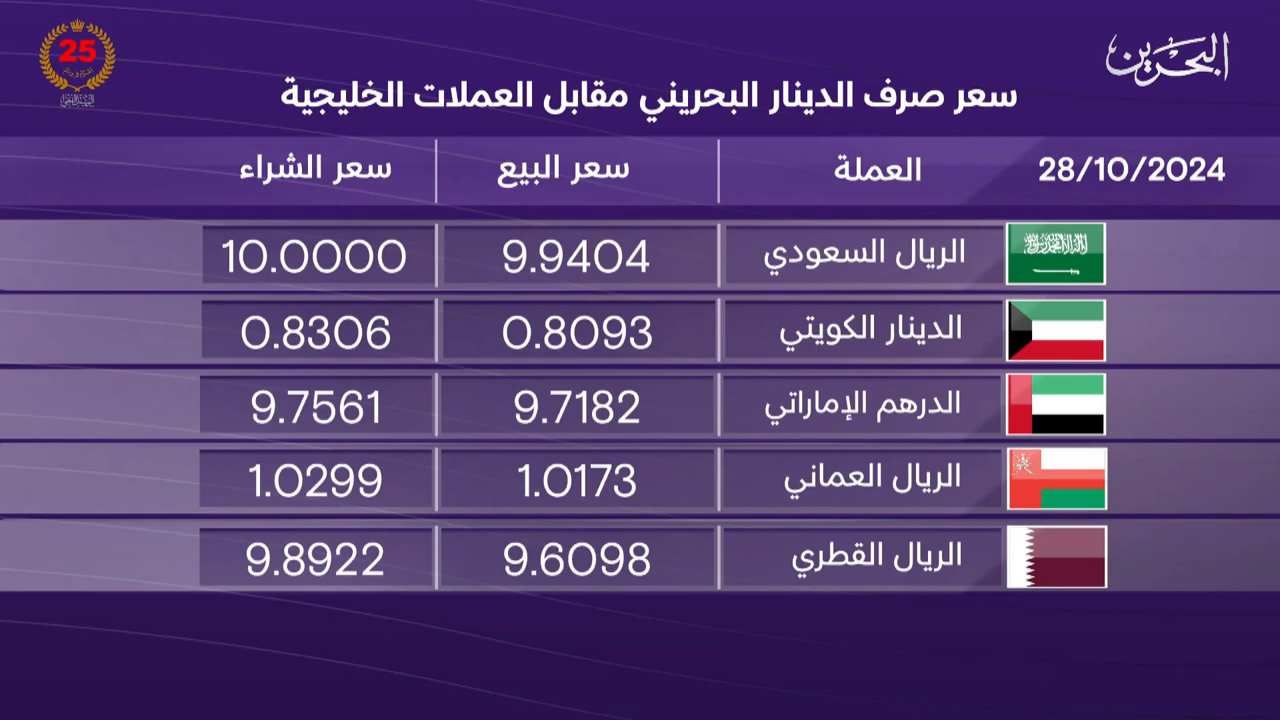 البحرين
25
سعر صرف الدينار البحريني مقابل العملات الخليجية
28/10/2024 العملة سعر البيع سعر الشراء
الريال السعودي 9.9404 10.0000
الدينار الكويتي 0.8093 0.8306
الدرهم الإماراتي 9.7182 9.7561
الريال العماني 1.0173 1.0299
الريال القطري 9.6098 9.8922